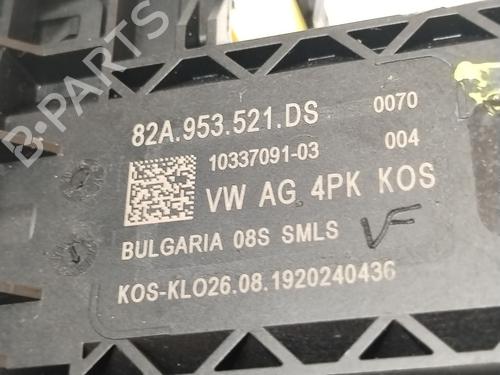 82A.953.521.DS 0070
10337091-03 004
VW AG 4PK KOS
BULGARIA 08S SMLS VF
KOS-KLO26.08.1920240436
B-PARTS